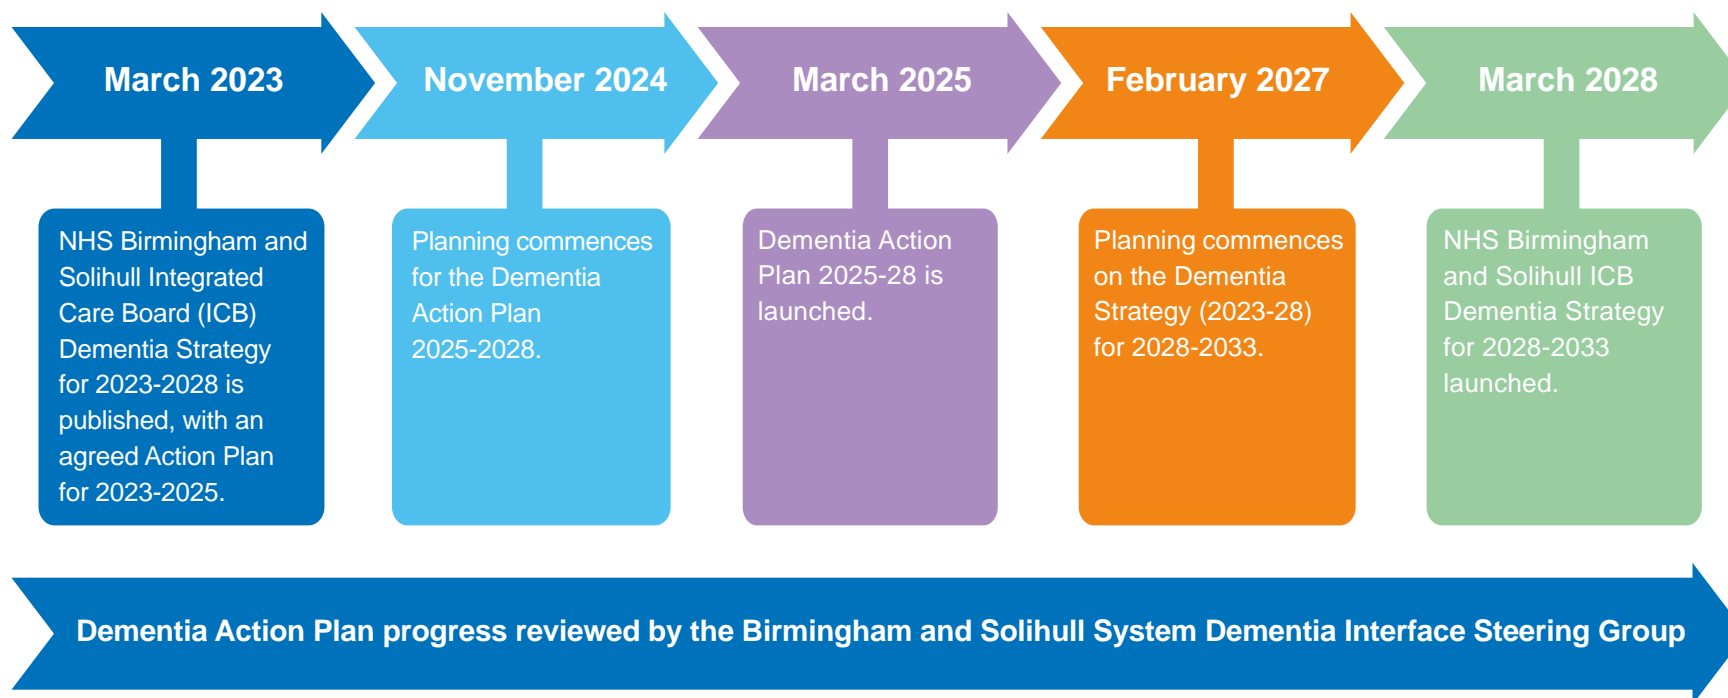 March 2023
November 2024
March 2025
February 2027
March 2028
NHS Birmingham and
Solihull Integrated
Care Board (ICB)
Dementia Strategy
for 2023-2028 is
published, with an
agreed Action Plan
for 2023-2025.
Planning commences
for the Dementia
Action Plan
2025-2028.
Dementia Action
Plan 2025-28 is
launched.
Planning commences
on the Dementia
Strategy (2023-28)
for 2028-2033.
NHS Birmingham
and Solihull ICB
Dementia Strategy
for 2028-2033
launched.
Dementia Action Plan progress reviewed by the Birmingham and Solihull System Dementia Interface Steering Group